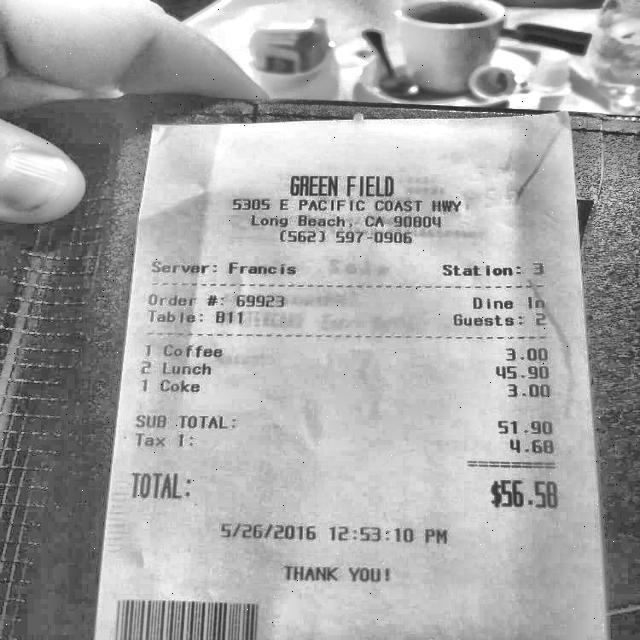 GREEN FIELD
5305 E PACIFIC COAST HWY
Long Beach, CA 90804
(562) 597-0906
Server: Francis Station: 3
Order #: 69923 Dine In
Table: B11 Guests: 2
1 Coffee 3.00
2 Lunch 45.90
1 Coke 3.00
SUB TOTAL: 51.90
Tax 1: 4.68
TOTAL: $56.58
5/26/2016 12:53:10 PM
THANK YOU!